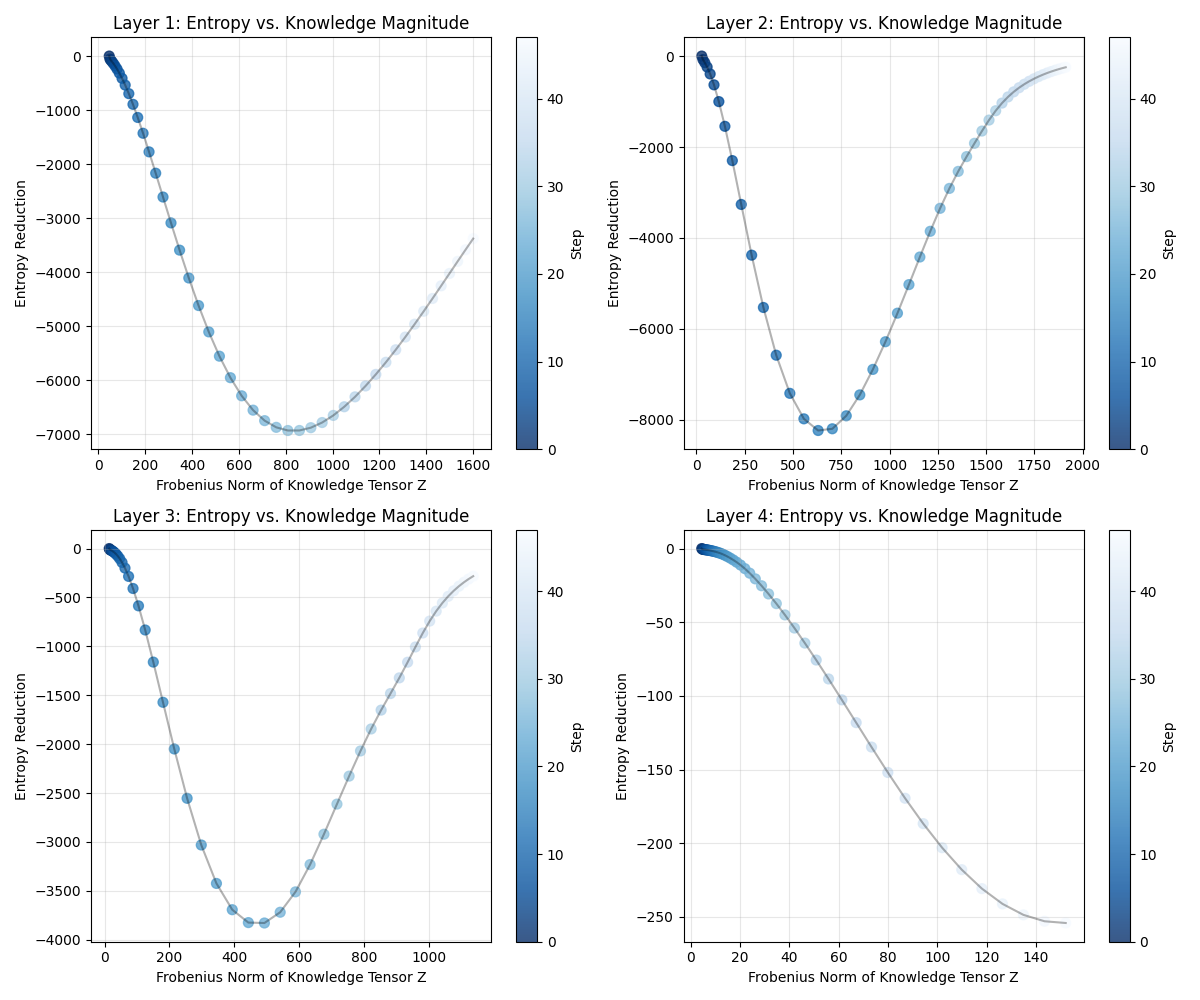 Layer 1: Entropy vs. Knowledge Magnitude
0
−1000
−2000
−3000
−4000
−5000
−6000
−7000
Entropy Reduction
0 200 400 600 800 1000 1200 1400 1600
Frobenius Norm of Knowledge Tensor Z
40
30
20
10
0
Step
Layer 2: Entropy vs. Knowledge Magnitude
0
−2000
−4000
−6000
−8000
Entropy Reduction
0 250 500 750 1000 1250 1500 1750 2000
Frobenius Norm of Knowledge Tensor Z
40
30
20
10
0
Step
Layer 3: Entropy vs. Knowledge Magnitude
0
−500
−1000
−1500
−2000
−2500
−3000
−3500
−4000
Entropy Reduction
0 200 400 600 800 1000
Frobenius Norm of Knowledge Tensor Z
40
30
20
10
0
Step
Layer 4: Entropy vs. Knowledge Magnitude
0
−50
−100
−150
−200
−250
Entropy Reduction
0 20 40 60 80 100 120 140
Frobenius Norm of Knowledge Tensor Z
40
30
20
10
0
Step